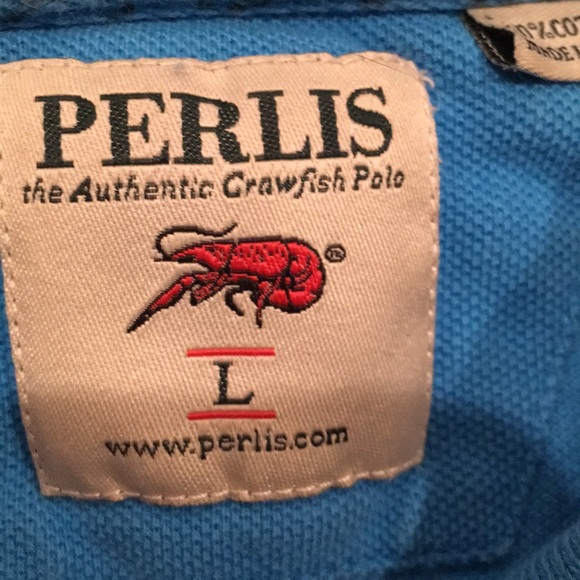 PERLIS
the Authentic Crawfish Polo
®
L
www.perlis.com